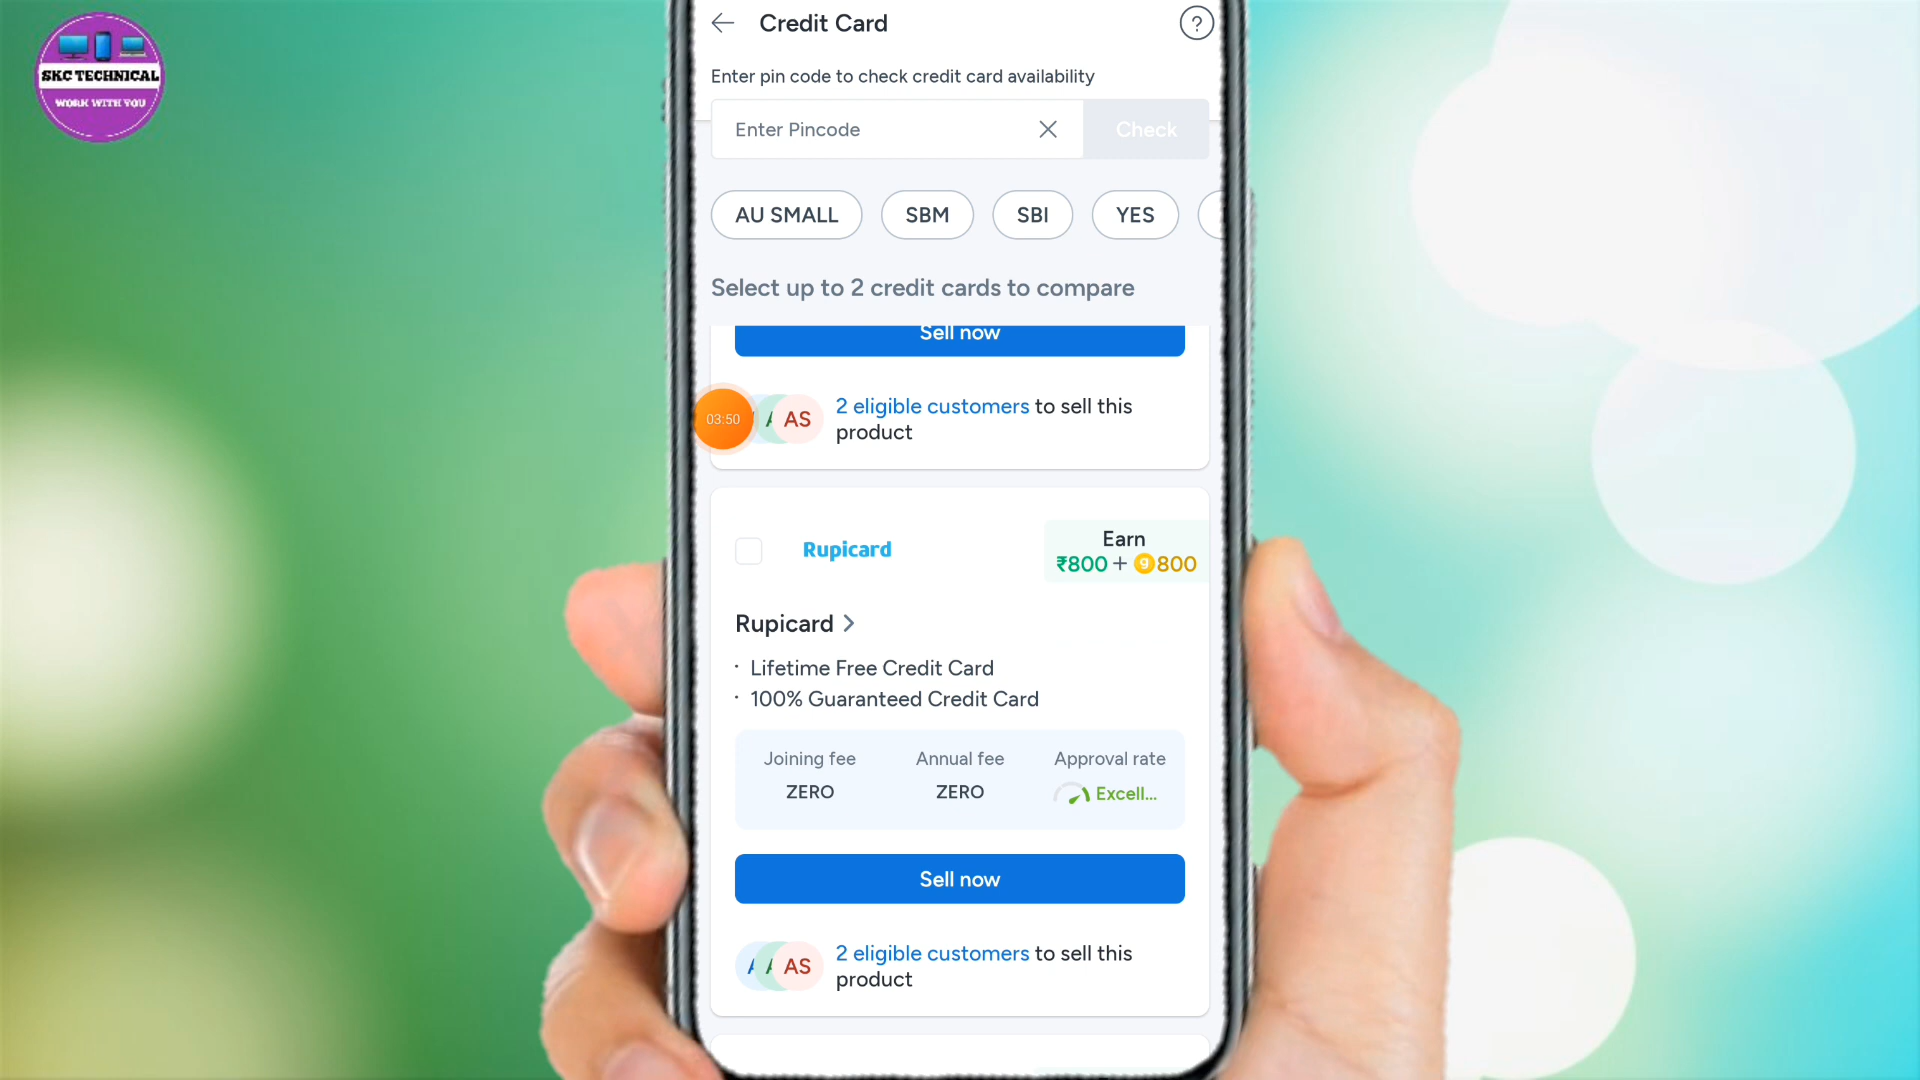 SKC TECHNICAL
WORK WITH YOU
Credit Card
?
Enter pin code to check credit card availability
Enter Pincode
Check
AU SMALL
SBM
SBI
YES
Select up to 2 credit cards to compare
Sell now
03:50
A AS
2 eligible customers to sell this
product
Rupicard
Earn
₹800 + 9 800
Rupicard
· Lifetime Free Credit Card
· 100% Guaranteed Credit Card
Joining fee
Annual fee
Approval rate
ZERO
ZERO
Excell...
Sell now
A A AS
2 eligible customers to sell this
product